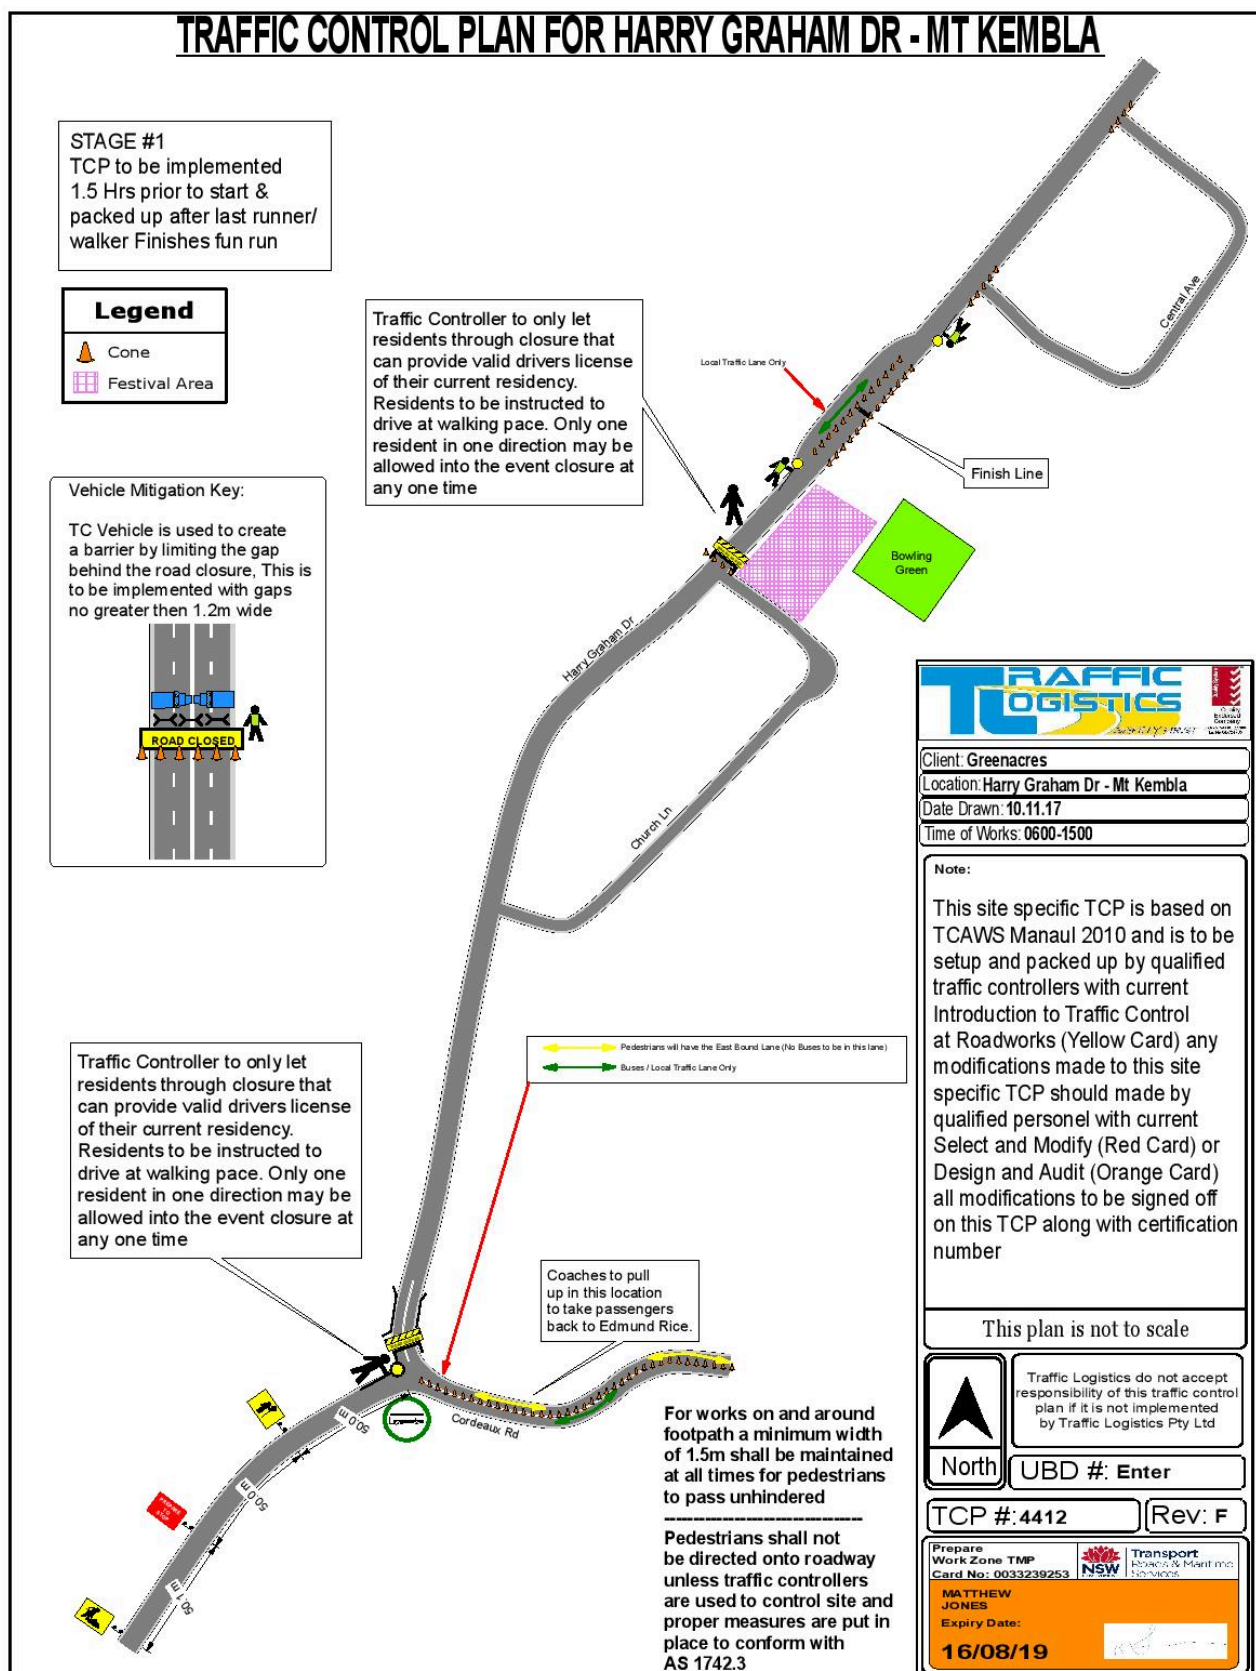 TRAFFIC CONTROL PLAN FOR HARRY GRAHAM DR - MT KEMBLA
STAGE #1
TCP to be implemented
1.5 Hrs prior to start &
packed up after last runner/
walker Finishes fun run
Legend
Cone
Festival Area
Traffic Controller to only let
residents through closure that
can provide valid drivers license
of their current residency.
Residents to be instructed to
drive at walking pace. Only one
resident in one direction may be
allowed into the event closure at
any one time
Local Traffic Lane Only
Central Ave
Finish Line
Vehicle Mitigation Key:
TC Vehicle is used to create
a barrier by limiting the gap
behind the road closure, This is
to be implemented with gaps
no greater then 1.2m wide
ROAD CLOSED
Bowling
Green
Harry Graham Dr
Church Ln
TRAFFIC
LOGISTICS
Client: Greenacres
Location: Harry Graham Dr - Mt Kembla
Date Drawn: 10.11.17
Time of Works: 0600-1500
Note:
This site specific TCP is based on
TCAWS Manaul 2010 and is to be
setup and packed up by qualified
traffic controllers with current
Introduction to Traffic Control
at Roadworks (Yellow Card) any
modifications made to this site
specific TCP should made by
qualified personel with current
Select and Modify (Red Card) or
Design and Audit (Orange Card)
all modifications to be signed off
on this TCP along with certification
number
Pedestrians will have the East Bound Lane (No Buses to be in this lane)
Buses / Local Traffic Lane Only
Traffic Controller to only let
residents through closure that
can provide valid drivers license
of their current residency.
Residents to be instructed to
drive at walking pace. Only one
resident in one direction may be
allowed into the event closure at
any one time
Coaches to pull
up in this location
to take passengers
back to Edmund Rice.
Cordeaux Rd
50.0 m
50.0 m
50.1 m
PREPARE
TO
STOP
For works on and around
footpath a minimum width
of 1.5m shall be maintained
at all times for pedestrians
to pass unhindered
----------------------------------
Pedestrians shall not
be directed onto roadway
unless traffic controllers
are used to control site and
proper measures are put in
place to conform with
AS 1742.3
This plan is not to scale
North
Traffic Logistics do not accept
responsibility of this traffic control
plan if it is not implemented
by Traffic Logistics Pty Ltd
UBD #: Enter
TCP #:4412
Rev: F
Prepare
Work Zone TMP
Card No: 0033239253
NSW
Transport
Roads & Maritime
Services
MATTHEW
JONES
Expiry Date:
16/08/19